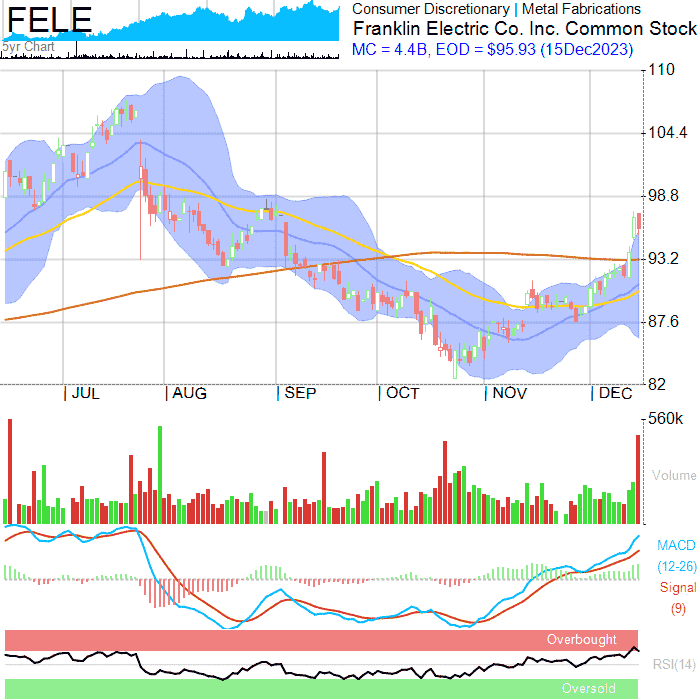 FELE
5yr Chart
Consumer Discretionary | Metal Fabrications
Franklin Electric Co. Inc. Common Stock
MC = 4.4B, EOD = $95.93 (15Dec2023)
110
104.4
98.8
93.2
87.6
82
JUL AUG SEP OCT NOV DEC
560k
Volume
MACD
(12-26)
Signal
(9)
Overbought
RSI(14)
Oversold